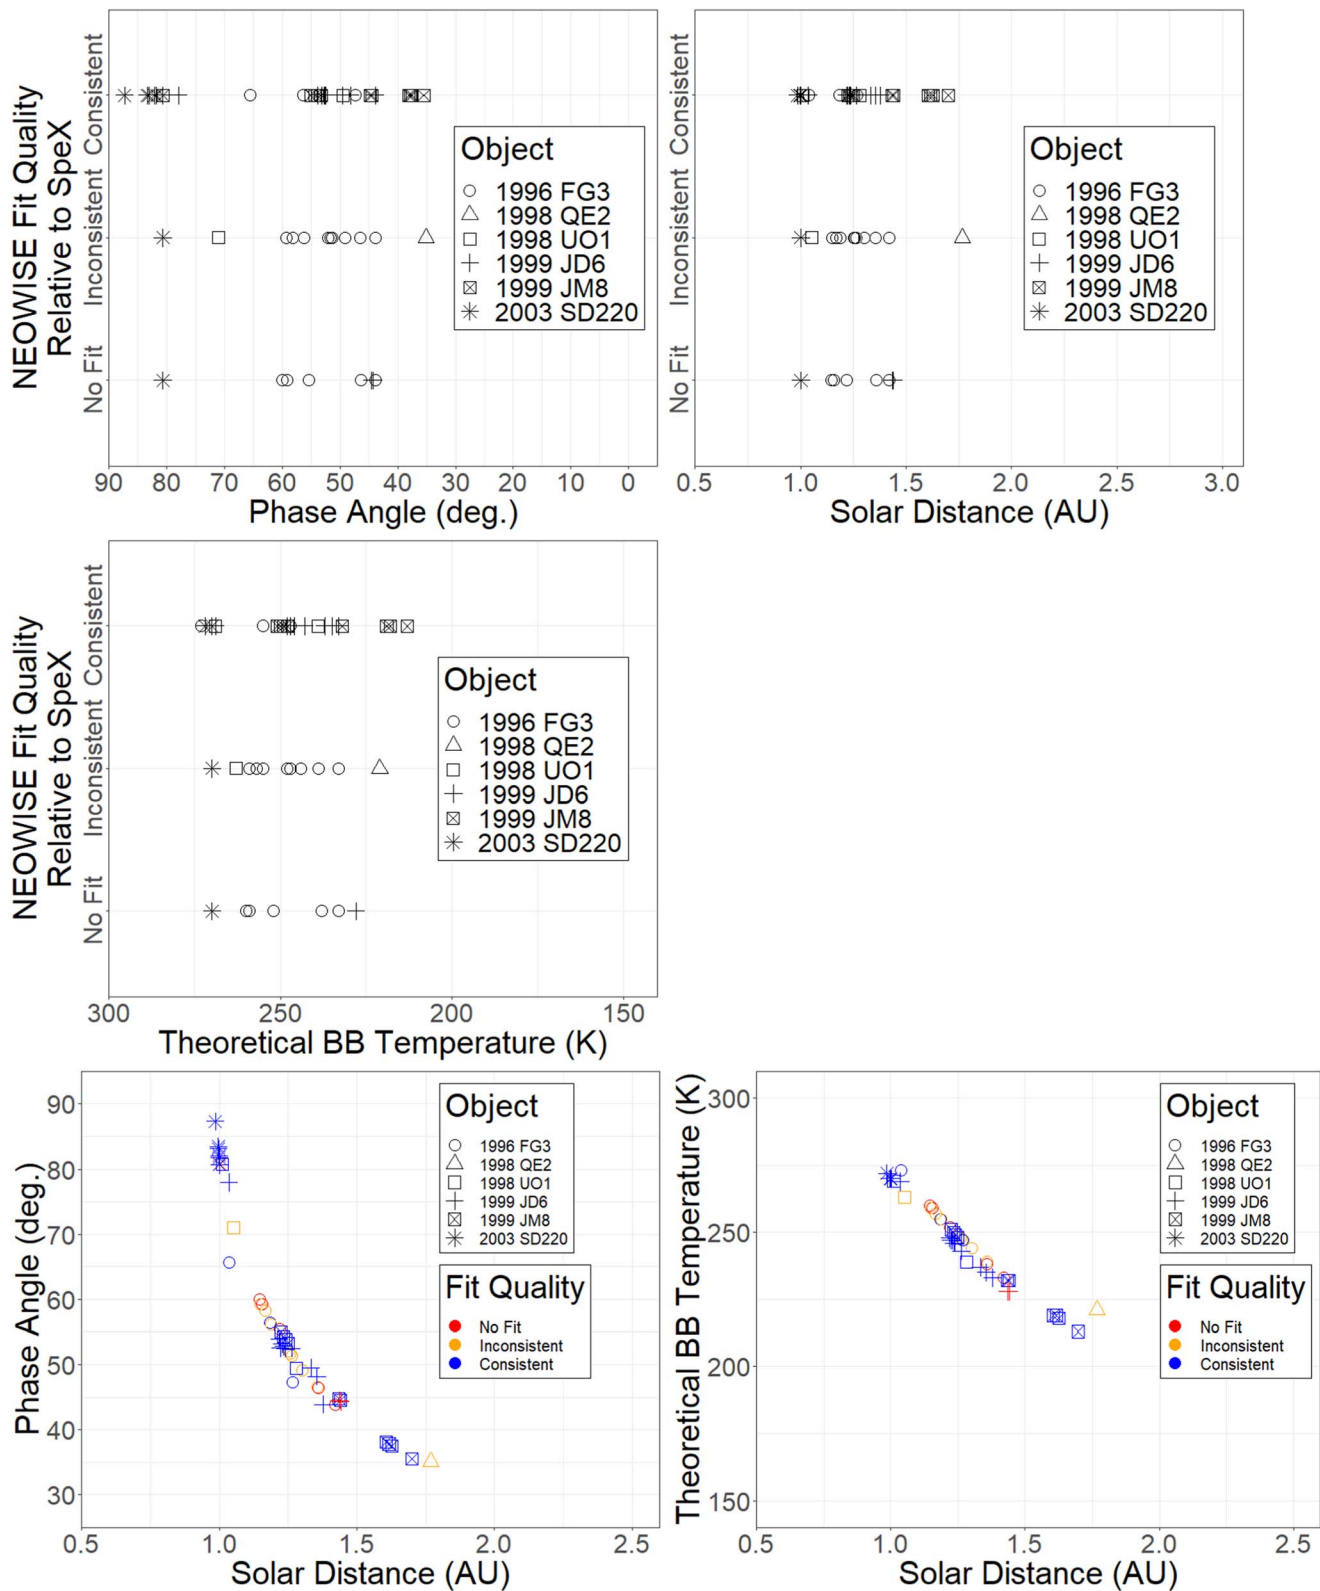 NEOWISE Fit Quality
Relative to SpeX
No Fit
Inconsistent
Consistent
Object
1996 FG3
1998 QE2
1998 UO1
1999 JD6
1999 JM8
2003 SD220
90 80 70 60 50 40 30 20 10 0
Phase Angle (deg.)
No Fit
Inconsistent
Consistent
Object
1996 FG3
1998 QE2
1998 UO1
1999 JD6
1999 JM8
2003 SD220
0.5 1.0 1.5 2.0 2.5 3.0
Solar Distance (AU)
NEOWISE Fit Quality
Relative to SpeX
No Fit
Inconsistent
Consistent
Object
1996 FG3
1998 QE2
1998 UO1
1999 JD6
1999 JM8
2003 SD220
300 250 200 150
Theoretical BB Temperature (K)
Phase Angle (deg.)
90
80
70
60
50
40
30
Object
1996 FG3
1998 QE2
1998 UO1
1999 JD6
1999 JM8
2003 SD220
Fit Quality
No Fit
Inconsistent
Consistent
0.5 1.0 1.5 2.0 2.5
Solar Distance (AU)
Theoretical BB Temperature (K)
300
250
200
150
Object
1996 FG3
1998 QE2
1998 UO1
1999 JD6
1999 JM8
2003 SD220
Fit Quality
No Fit
Inconsistent
Consistent
0.5 1.0 1.5 2.0 2.5
Solar Distance (AU)